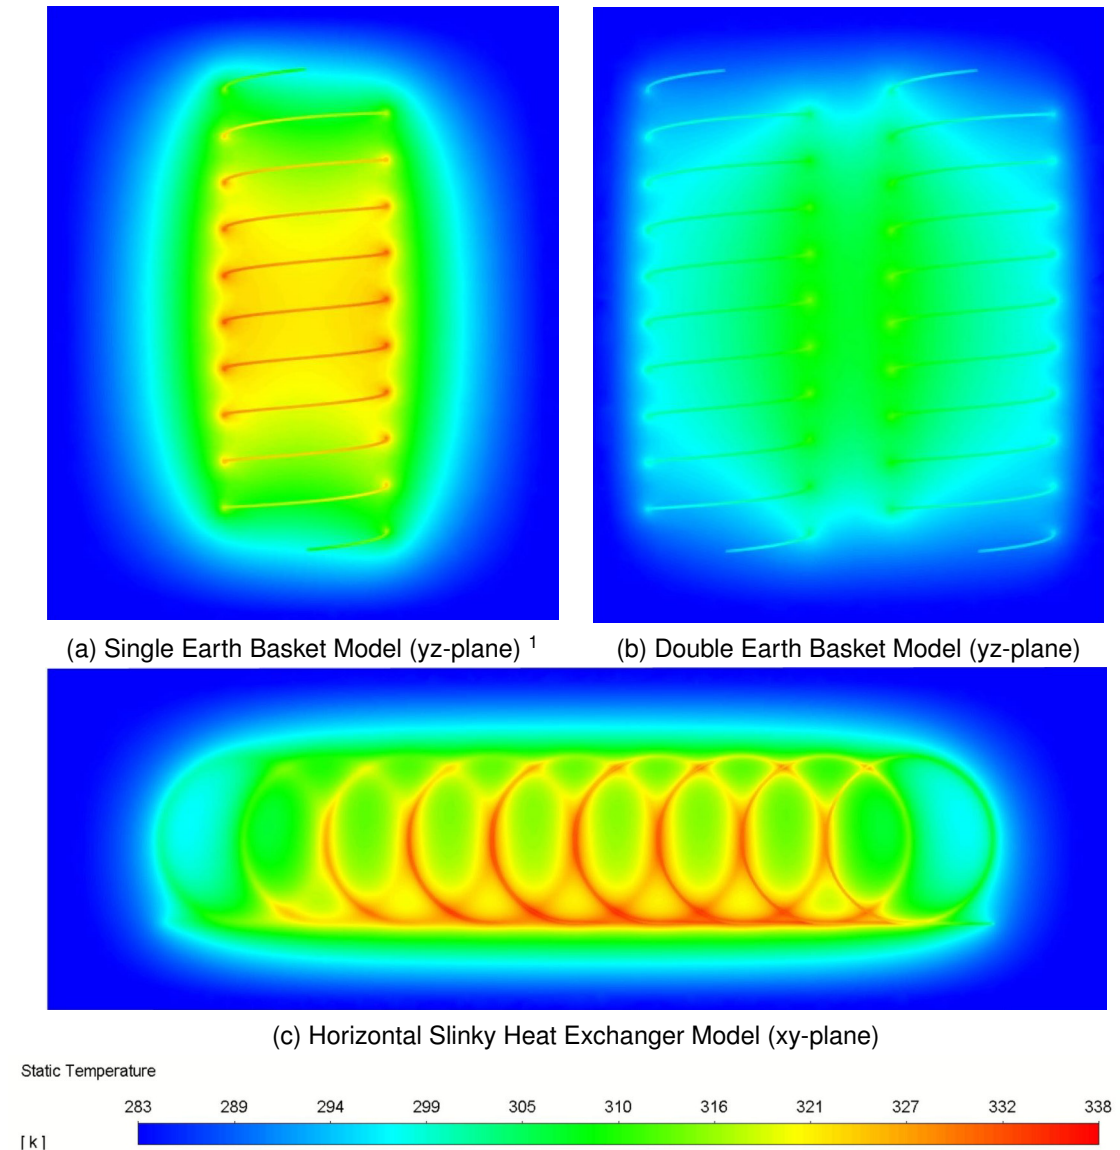 (a) Single Earth Basket Model (yz-plane) 1
(b) Double Earth Basket Model (yz-plane)
(c) Horizontal Slinky Heat Exchanger Model (xy-plane)
Static Temperature
283 289 294 299 305 310 316 321 327 332 338
[ k ]